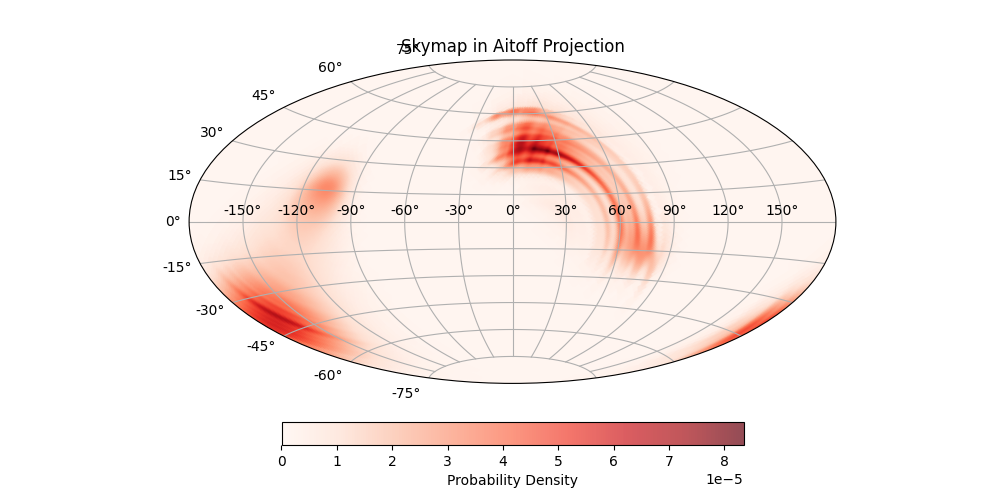 75°
Skymap in Aitoff Projection
60°
45°
30°
15°
-150° -120° -90° -60° -30° 0° 30° 60° 90° 120° 150°
0°
-15°
-30°
-45°
-60°
-75°
0 1 2 3 4 5 6 7 8
1e−5
Probability Density